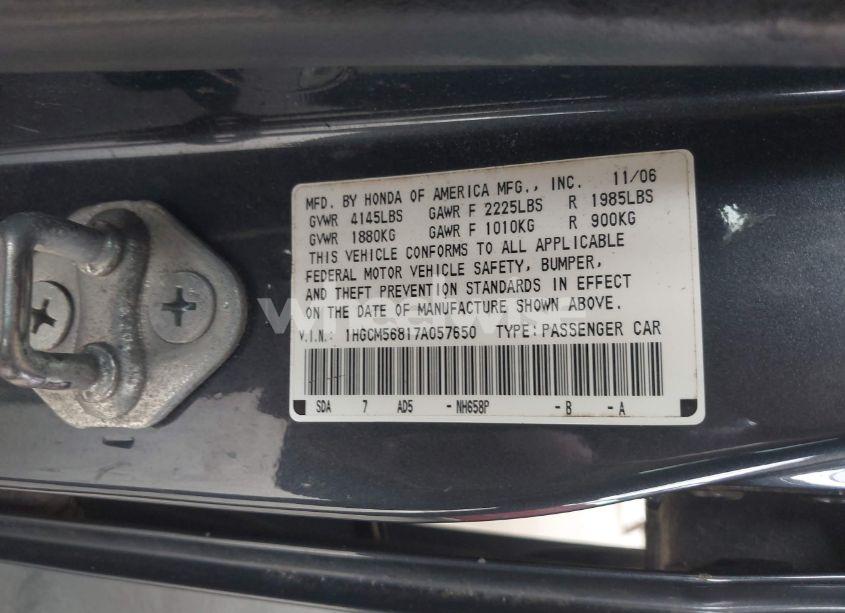 MFD. BY HONDA OF AMERICA MFG., INC. 11/06
GVWR 4145LBS GAWR F 2225LBS R 1985LBS
GVWR 1880KG GAWR F 1010KG R 900KG
THIS VEHICLE CONFORMS TO ALL APPLICABLE
FEDERAL MOTOR VEHICLE SAFETY, BUMPER,
AND THEFT PREVENTION STANDARDS IN EFFECT
ON THE DATE OF MANUFACTURE SHOWN ABOVE.
V.I.N.: 1HGCM56817A057650 TYPE:PASSENGER CAR
SDA 7 AD5 -NH658P -B -A